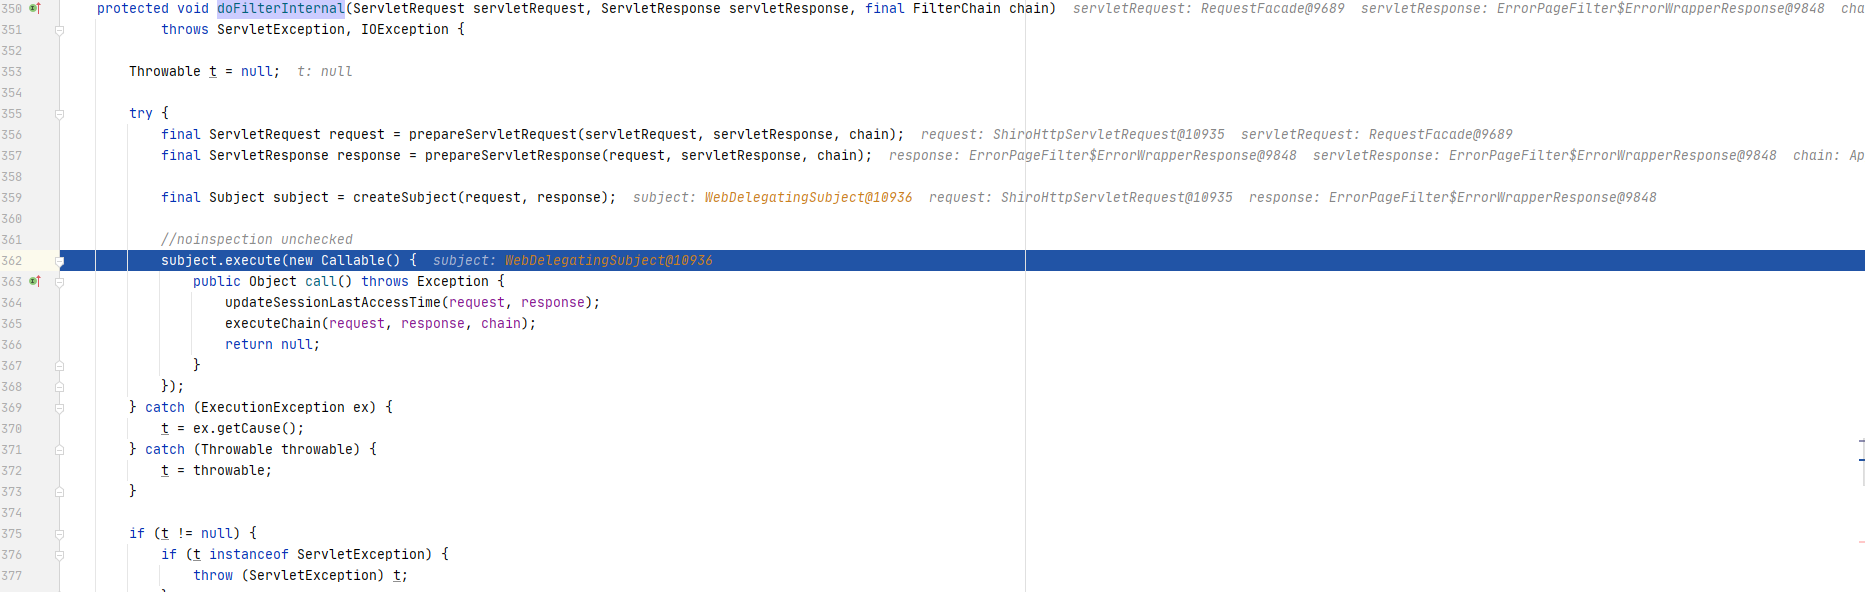 350 protected void doFilterInternal(ServletRequest servletRequest, ServletResponse servletResponse, final FilterChain chain) servletRequest: RequestFacade@9689 servletResponse: ErrorPageFilter$ErrorWrapperResponse@9848 cha
351 throws ServletException, IOException {
352
353 Throwable t = null; t: null
354
355 try {
356 final ServletRequest request = prepareServletRequest(servletRequest, servletResponse, chain); request: ShiroHttpServletRequest@10935 servletRequest: RequestFacade@9689
357 final ServletResponse response = prepareServletResponse(request, servletResponse, chain); response: ErrorPageFilter$ErrorWrapperResponse@9848 servletResponse: ErrorPageFilter$ErrorWrapperResponse@9848 chain: Ap
358
359 final Subject subject = createSubject(request, response); subject: WebDelegatingSubject@10936 request: ShiroHttpServletRequest@10935 response: ErrorPageFilter$ErrorWrapperResponse@9848
360
361 //noinspection unchecked
362 subject.execute(new Callable() { subject: WebDelegatingSubject@10936
363 public Object call() throws Exception {
364 updateSessionLastAccessTime(request, response);
365 executeChain(request, response, chain);
366 return null;
367 }
368 });
369 } catch (ExecutionException ex) {
370 t = ex.getCause();
371 } catch (Throwable throwable) {
372 t = throwable;
373 }
374
375 if (t != null) {
376 if (t instanceof ServletException) {
377 throw (ServletException) t;